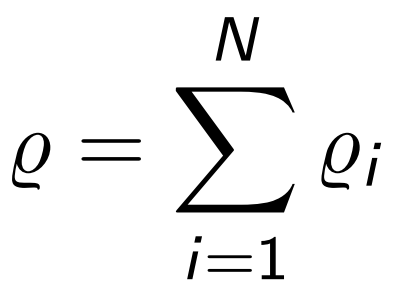 ϱ = ∑_{i=1}^{N} ϱ_i